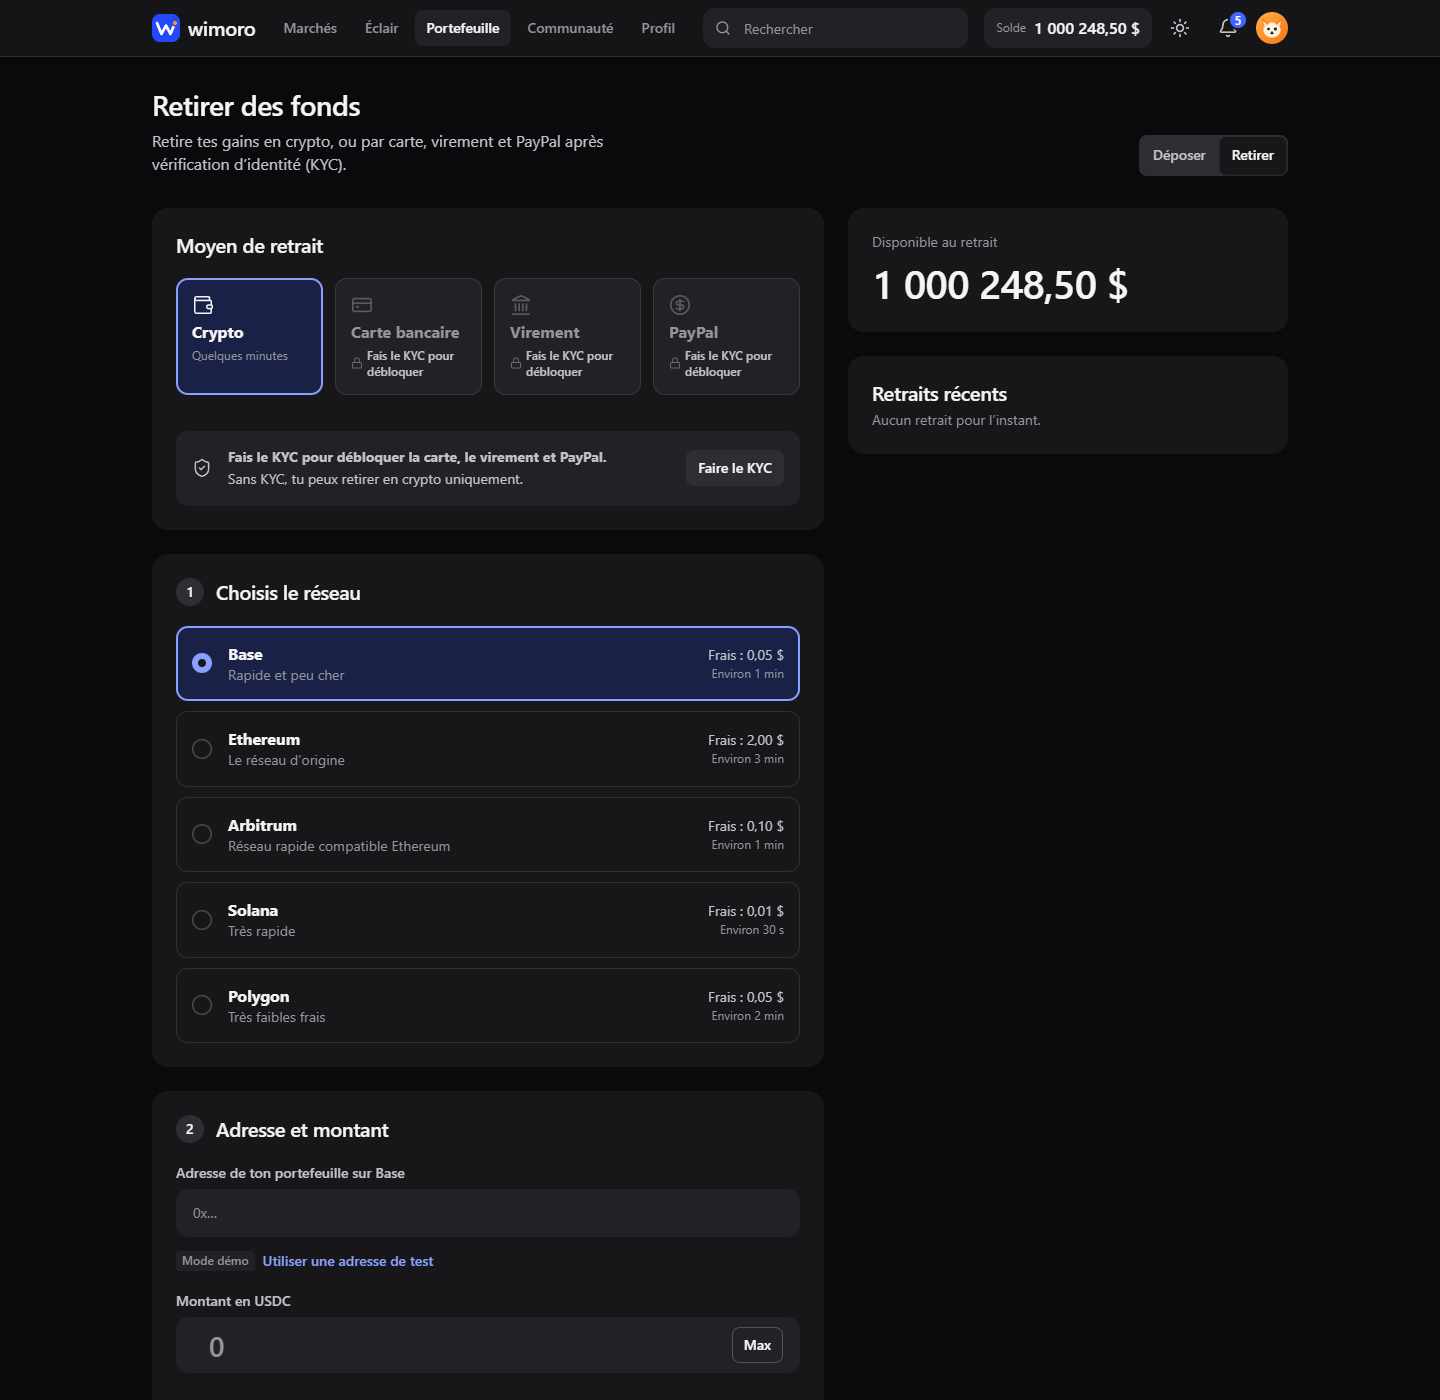 wimoro
Marchés
Éclair
Portefeuille
Communauté
Profil
Rechercher
Solde 1 000 248,50 $
5
Retirer des fonds
Retire tes gains en crypto, ou par carte, virement et PayPal après
vérification d'identité (KYC).
Déposer
Retirer
Moyen de retrait
Crypto
Quelques minutes
Carte bancaire
Fais le KYC pour
débloquer
Virement
Fais le KYC pour
débloquer
PayPal
Fais le KYC pour
débloquer
Fais le KYC pour débloquer la carte, le virement et PayPal.
Sans KYC, tu peux retirer en crypto uniquement.
Faire le KYC
Disponible au retrait
1 000 248,50 $
Retraits récents
Aucun retrait pour l'instant.
1 Choisis le réseau
Base
Rapide et peu cher
Frais : 0,05 $
Environ 1 min
Ethereum
Le réseau d'origine
Frais : 2,00 $
Environ 3 min
Arbitrum
Réseau rapide compatible Ethereum
Frais : 0,10 $
Environ 1 min
Solana
Très rapide
Frais : 0,01 $
Environ 30 s
Polygon
Très faibles frais
Frais : 0,05 $
Environ 2 min
2 Adresse et montant
Adresse de ton portefeuille sur Base
0x...
Mode démo Utiliser une adresse de test
Montant en USDC
0
Max